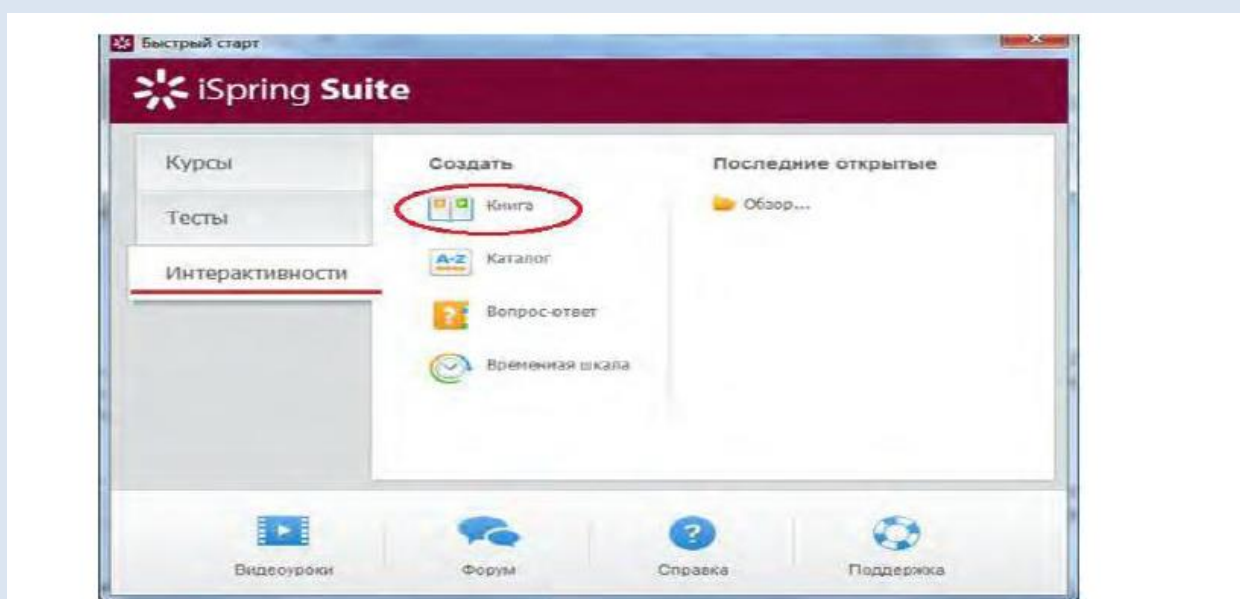 Быстрый старт
iSpring Suite
Курсы
Тесты
Интерактивности
Создать
Книга
A-Z Каталог
Вопрос-ответ
Временная шкала
Последние открытые
Обзор...
Видеоуроки
Форум
Справка
Поддержка